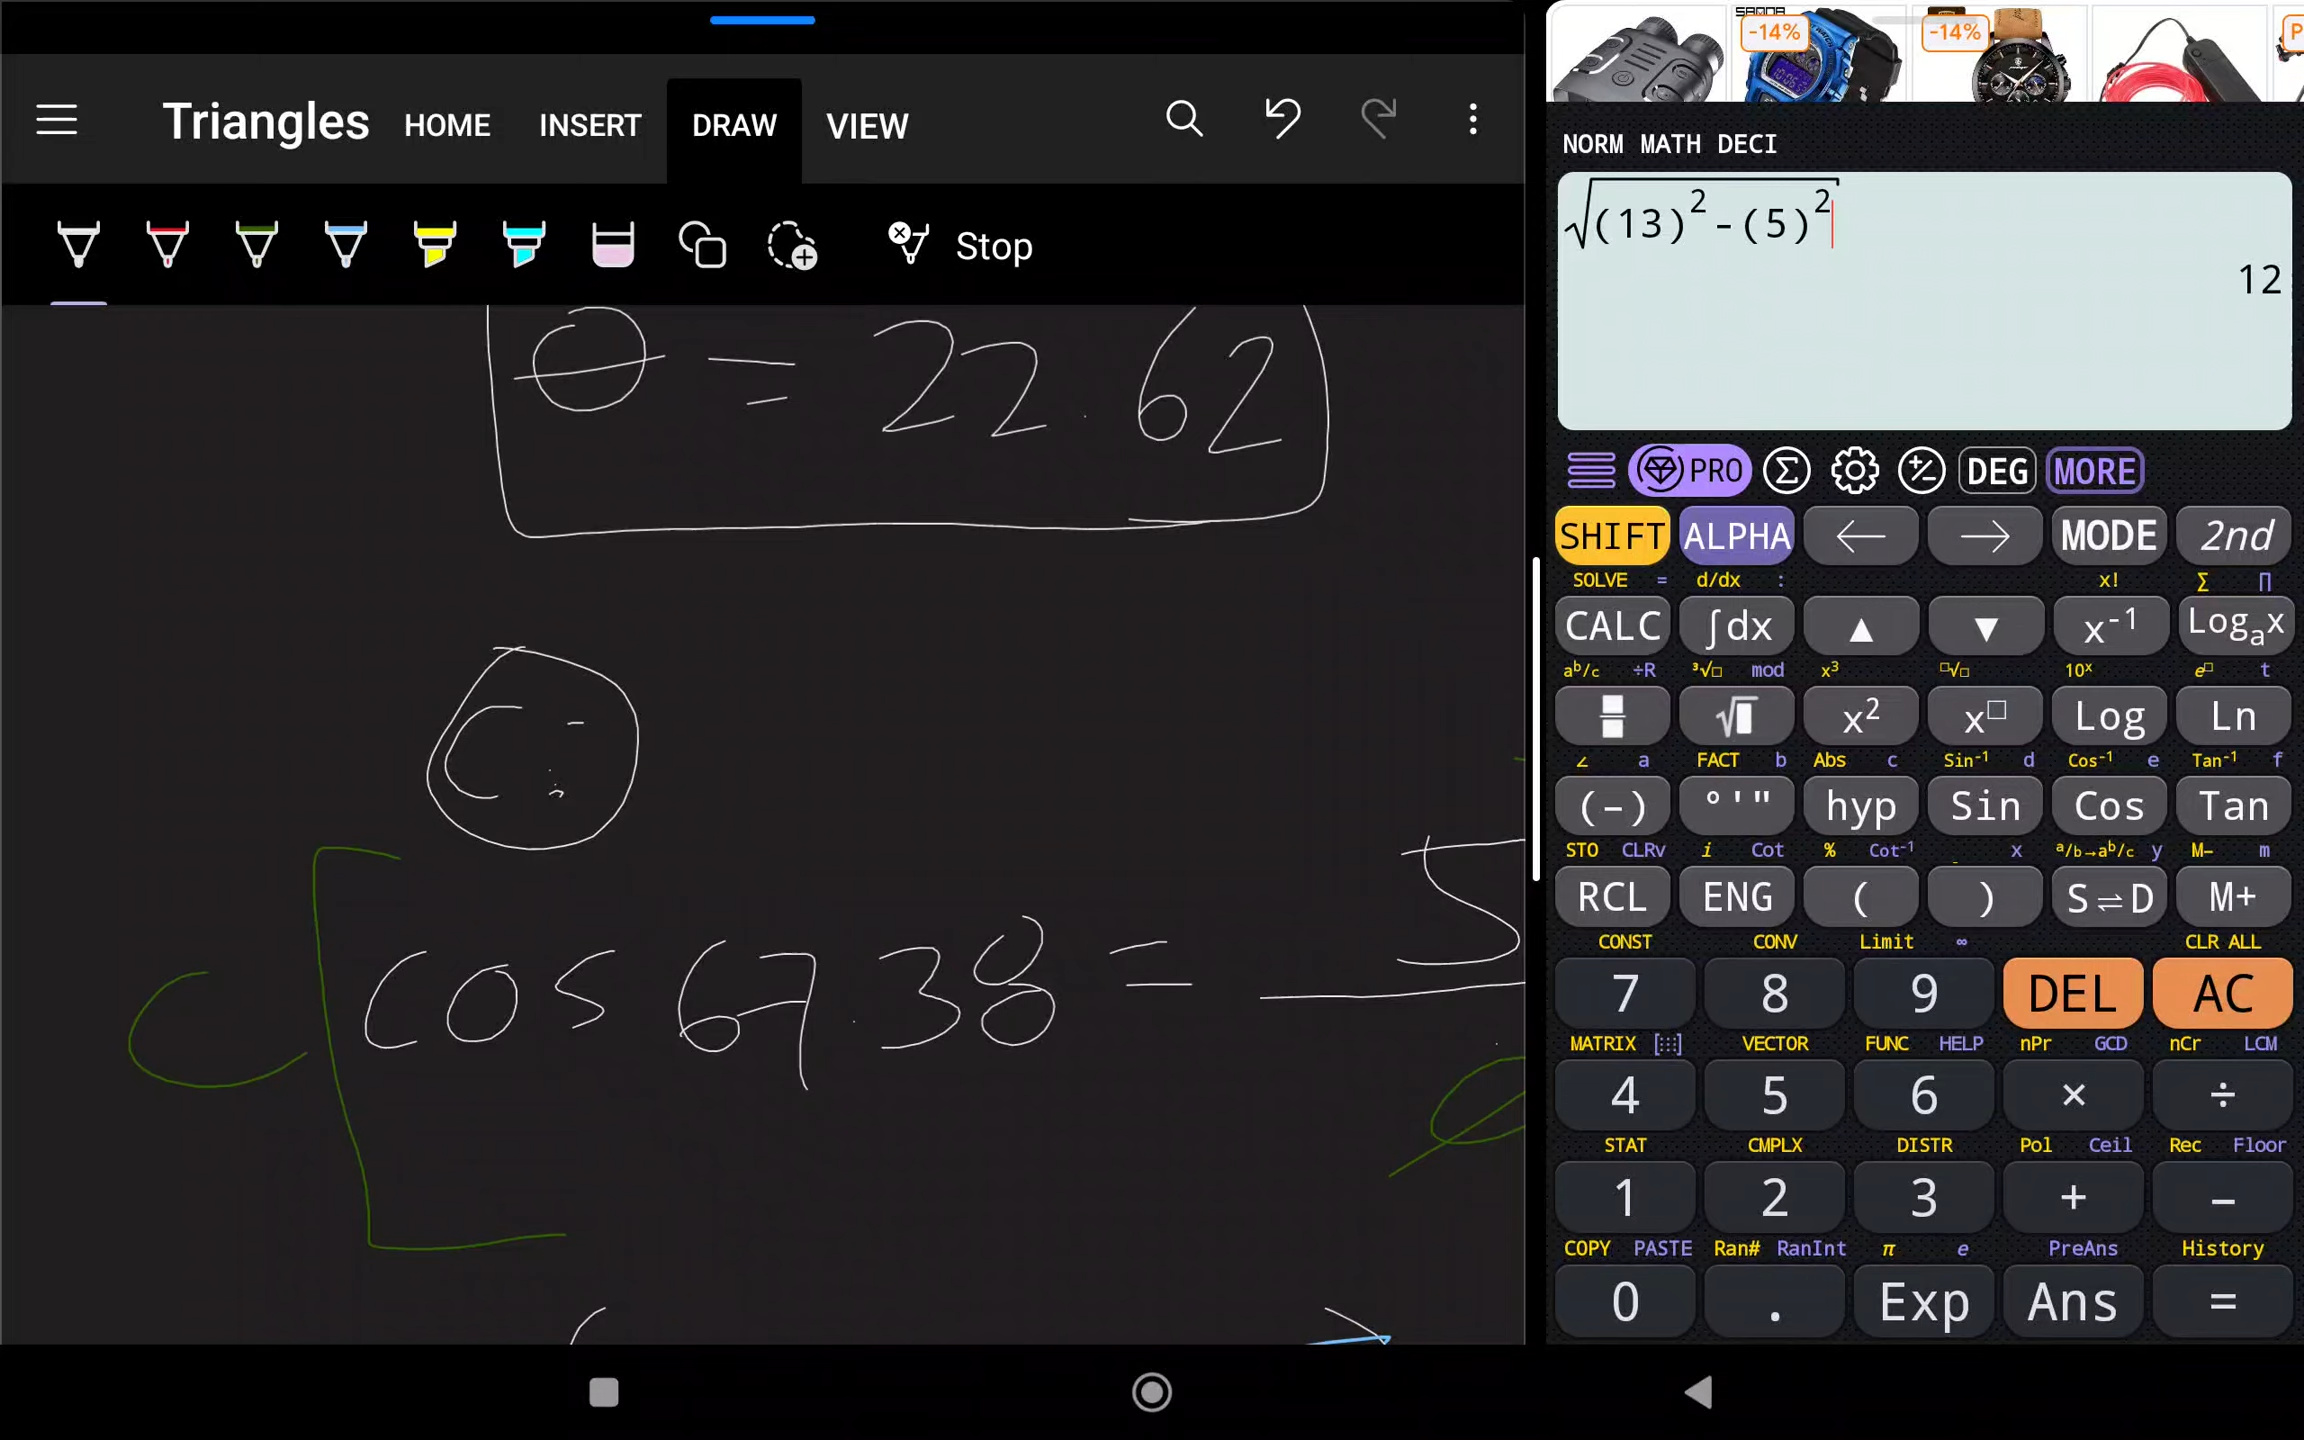 SANDA
-14% -14% P
Triangles HOME INSERT DRAW VIEW
Stop
θ = 22.62
C:
C
cos 67.38 = 5
NORM MATH DECI
√(13)²-(5)²
12
PRO Σ +/- DEG MORE
SHIFT ALPHA ← → MODE 2nd
SOLVE = d/dx : x! Σ ∏
CALC ∫dx ▲ ▼ x⁻¹ Logₐx
aᵇ/c ÷R ³√□ mod x³ □√□ 10ˣ e□ t
√ x² x□ Log Ln
∠ a FACT b Abs c Sin⁻¹ d Cos⁻¹ e Tan⁻¹ f
(−) °'" hyp Sin Cos Tan
STO CLRv i Cot % Cot⁻¹ x a/b→aᵇ/c y M− m
RCL ENG ( ) S⇌D M+
CONST CONV Limit ∞ CLR ALL
7 8 9 DEL AC
MATRIX [⋮⋮⋮] VECTOR FUNC HELP nPr GCD nCr LCM
4 5 6 × ÷
STAT CMPLX DISTR Pol Ceil Rec Floor
1 2 3 + −
COPY PASTE Ran# RanInt π e PreAns History
0 . Exp Ans =